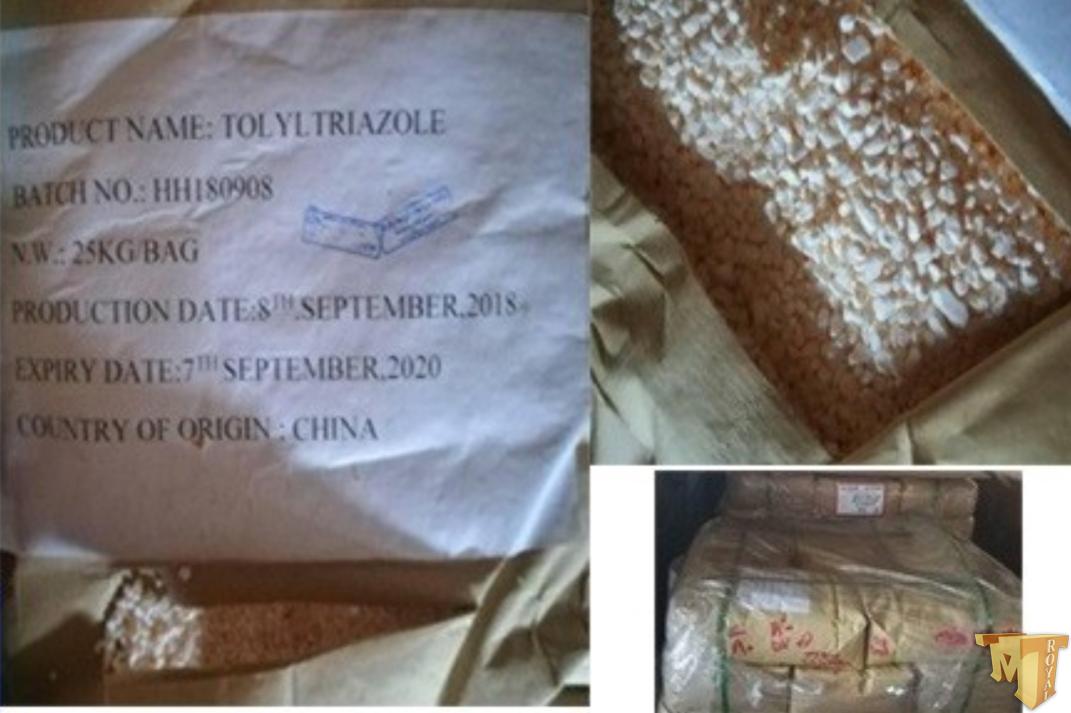 PRODUCT NAME: TOLYLTRIAZOLE
BATCH NO.: HH180908
N.W.: 25KG/BAG
PRODUCTION DATE:8TH.SEPTEMBER,2018
EXPIRY DATE:7TH SEPTEMBER,2020
COUNTRY OF ORIGIN : CHINA
MT
ROYAL